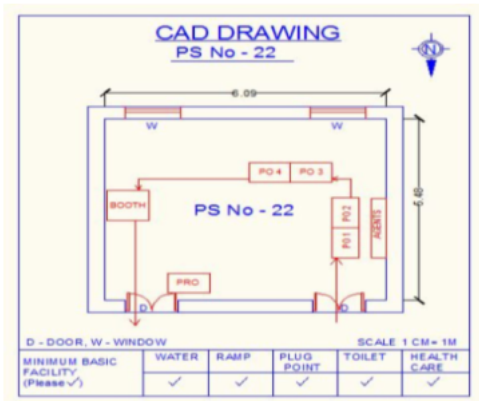 CAD DRAWING
PS No - 22
N
6.09
W W
PO 4 PO 3
BOOTH
PS No - 22
PO 2
PO 1
AGENTS
6.48
PRO
D D
D - DOOR, W - WINDOW
SCALE 1 CM= 1M
MINIMUM BASIC
FACILITY
(Please ✓)
WATER RAMP PLUG
POINT TOILET HEALTH
CARE
✓ ✓ ✓ ✓ ✓